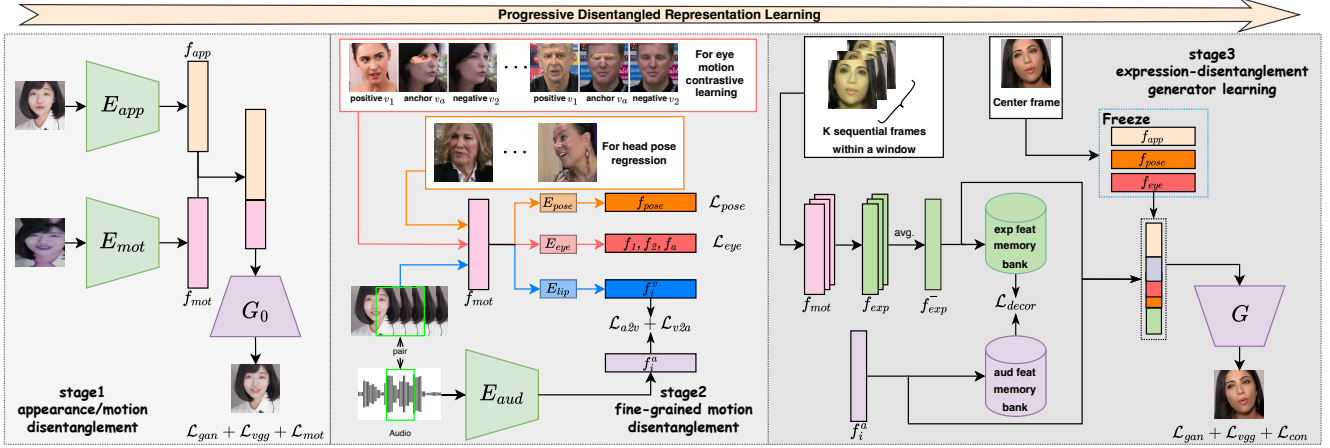 Progressive Disentangled Representation Learning
f_app
E_app
E_mot
f_mot
G_0
stage1
appearance/motion
disentanglement
L_gan + L_vgg + L_mot
positive v_1
anchor v_a
negative v_2
...
positive v_1
anchor v_a
negative v_2
For eye
motion
contrastive
learning
...
For head pose
regression
E_pose
f_pose
L_pose
E_eye
f_1, f_2, f_a
L_eye
E_lip
f_i^v
f_mot
L_a2v + L_v2a
pair
f_i^a
E_aud
Audio
stage2
fine-grained motion
disentanglement
K sequential frames
within a window
Center frame
stage3
expression-disentanglement
generator learning
Freeze
f_app
f_pose
f_eye
avg.
f_mot
f_exp
f_exp^-
exp feat
memory
bank
L_decor
aud feat
memory
bank
f_i^a
G
L_gan + L_vgg + L_con